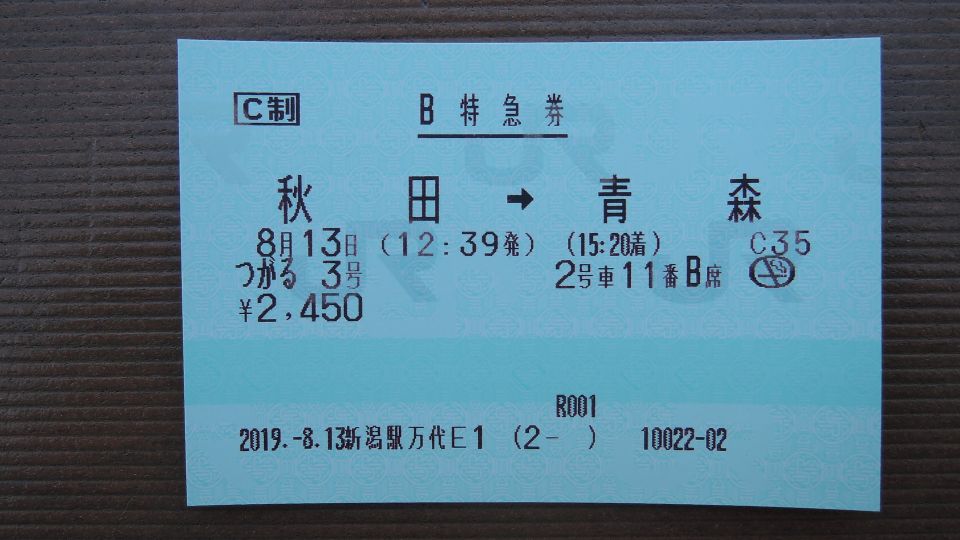 C制 B特急券
秋田→青森
8月13日 (12:39発) (15:20着) C35
つがる 3号 2号車11番B席
¥2,450
R001
2019.-8.13新潟駅万代E1 (2- ) 10022-02